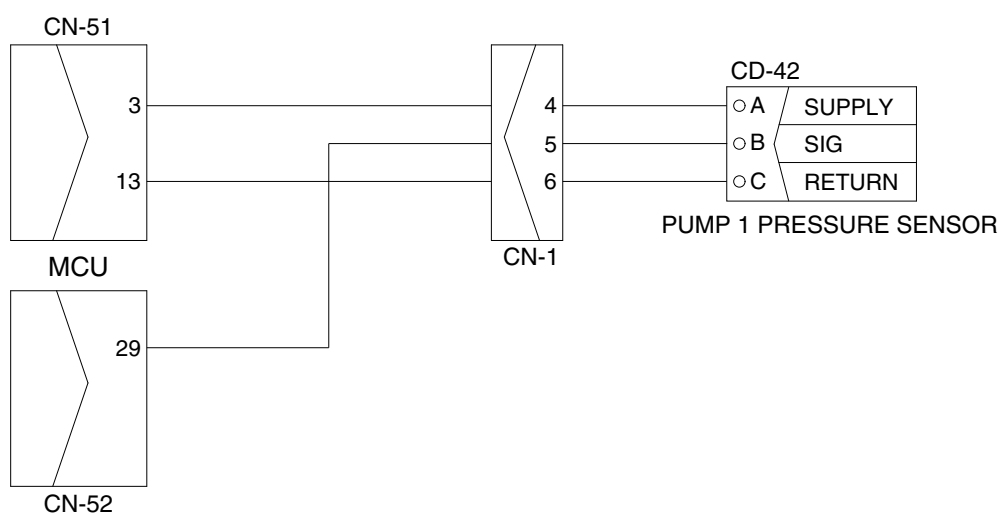 CN-51
3
13
MCU
29
CN-52
4
5
6
CN-1
CD-42
A SUPPLY
B SIG
C RETURN
PUMP 1 PRESSURE SENSOR